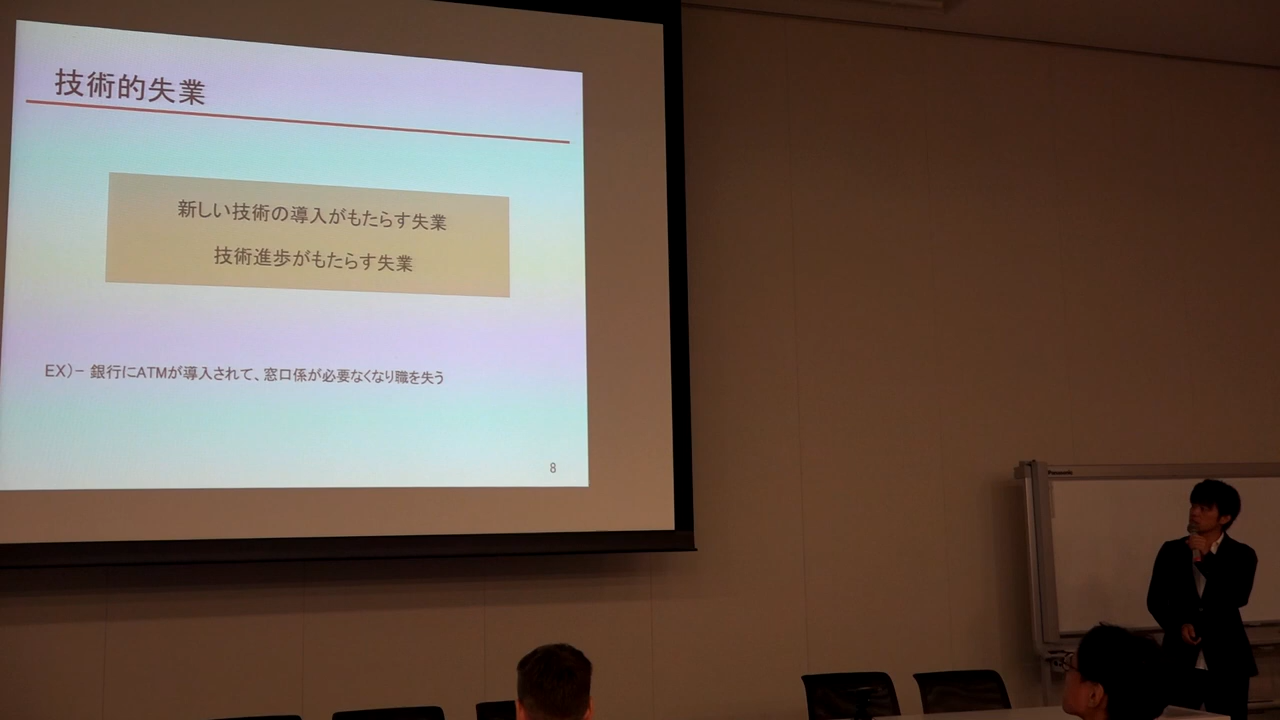 技術的失業
新しい技術の導入がもたらす失業
技術進歩がもたらす失業
EX)- 銀行にATMが導入されて、窓口係が必要なくなり職を失う
8
Panasonic